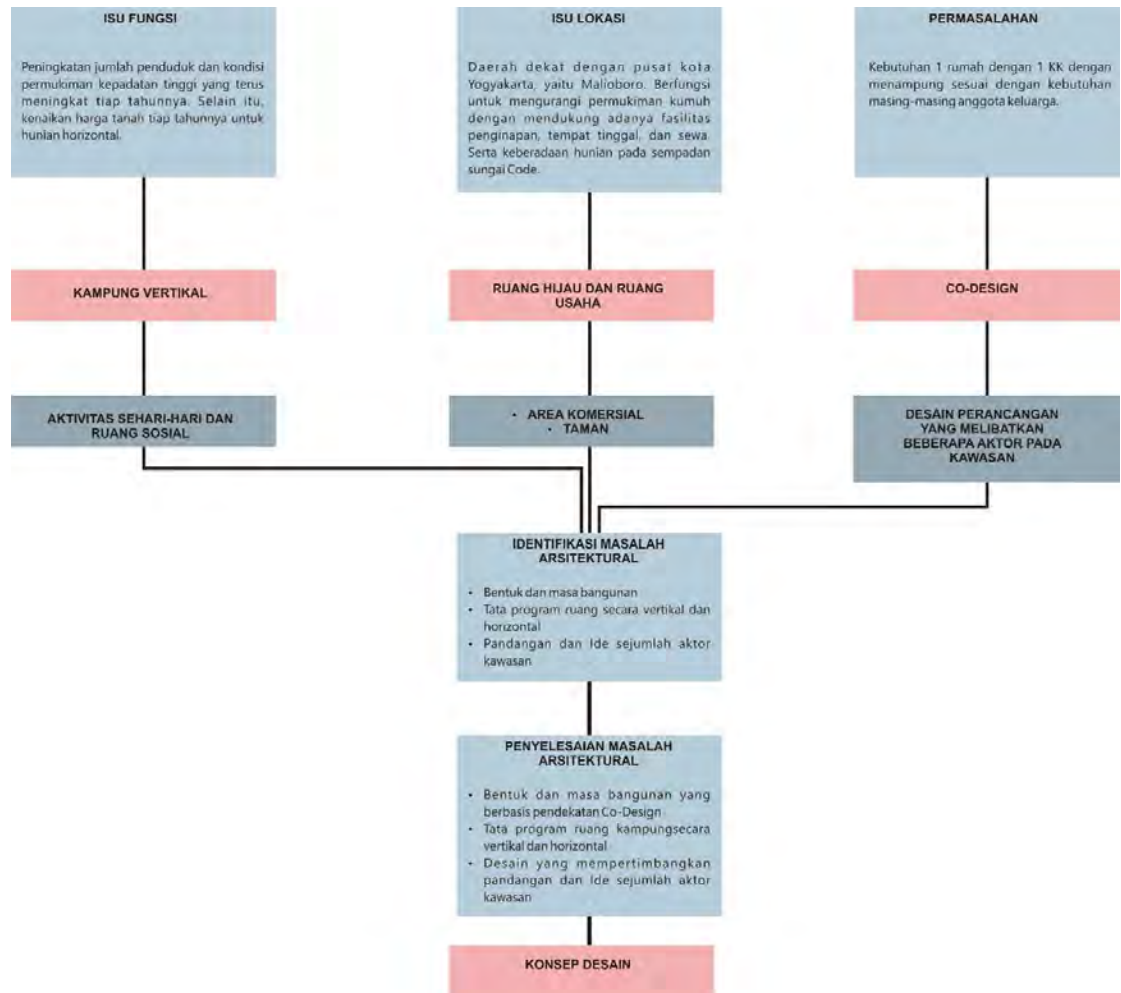 ISU FUNGSI
Peningkatan jumlah penduduk dan kondisi
permukiman kepadatan tinggi yang terus
meningkat tiap tahunnya. Selain itu,
kenaikan harga tanah tiap tahunnya untuk
hunian horizontal.
ISU LOKASI
Daerah dekat dengan pusat kota
Yogyakarta, yaitu Malioboro. Berfungsi
untuk mengurangi permukiman kumuh
dengan mendukung adanya fasilitas
penginapan, tempat tinggal, dan sewa.
Serta keberadaan hunian pada sempadan
sungai Code.
PERMASALAHAN
Kebutuhan 1 rumah dengan 1 KK dengan
menampung sesuai dengan kebutuhan
masing-masing anggota keluarga.
KAMPUNG VERTIKAL
RUANG HIJAU DAN RUANG
USAHA
CO-DESIGN
AKTIVITAS SEHARI-HARI DAN
RUANG SOSIAL
• AREA KOMERSIAL
• TAMAN
DESAIN PERANCANGAN
YANG MELIBATKAN
BEBERAPA AKTOR PADA
KAWASAN
IDENTIFIKASI MASALAH
ARSITEKTURAL
• Bentuk dan masa bangunan
• Tata program ruang secara vertikal dan
horizontal
• Pandangan dan Ide sejumlah aktor
kawasan
PENYELESAIAN MASALAH
ARSITEKTURAL
• Bentuk dan masa bangunan yang
berbasis pendekatan Co-Design
• Tata program ruang kampungsecara
vertikal dan horizontal
• Desain yang mempertimbangkan
pandangan dan Ide sejumlah aktor
kawasan
KONSEP DESAIN